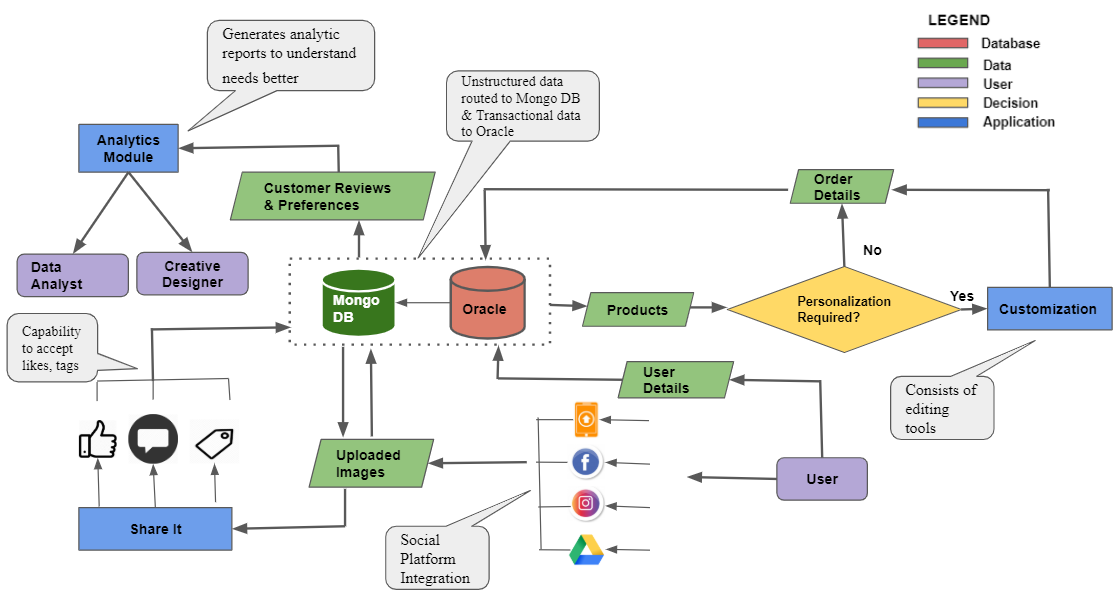 LEGEND
Database
Data
User
Decision
Application
Generates analytic
reports to understand
needs better
Unstructured data
routed to Mongo DB
& Transactional data
to Oracle
Analytics
Module
Customer Reviews
& Preferences
Order
Details
Data
Analyst
Creative
Designer
No
Mongo
DB
Oracle
Products
Personalization
Required?
Yes
Customization
Capability
to accept
likes, tags
User
Details
Consists of
editing
tools
Uploaded
Images
User
Share It
Social
Platform
Integration